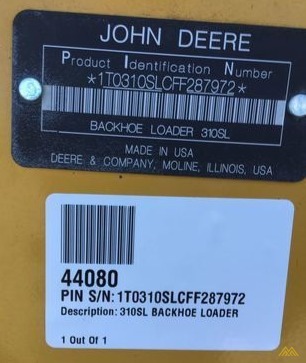 JOHN DEERE
Product Identification Number
*1T0310SLCFF287972*
BACKHOE LOADER 310SL
MADE IN USA
DEERE & COMPANY, MOLINE, ILLINOIS, USA
44080
PIN S/N: 1T0310SLCFF287972
Description: 310SL BACKHOE LOADER
1 Out Of 1